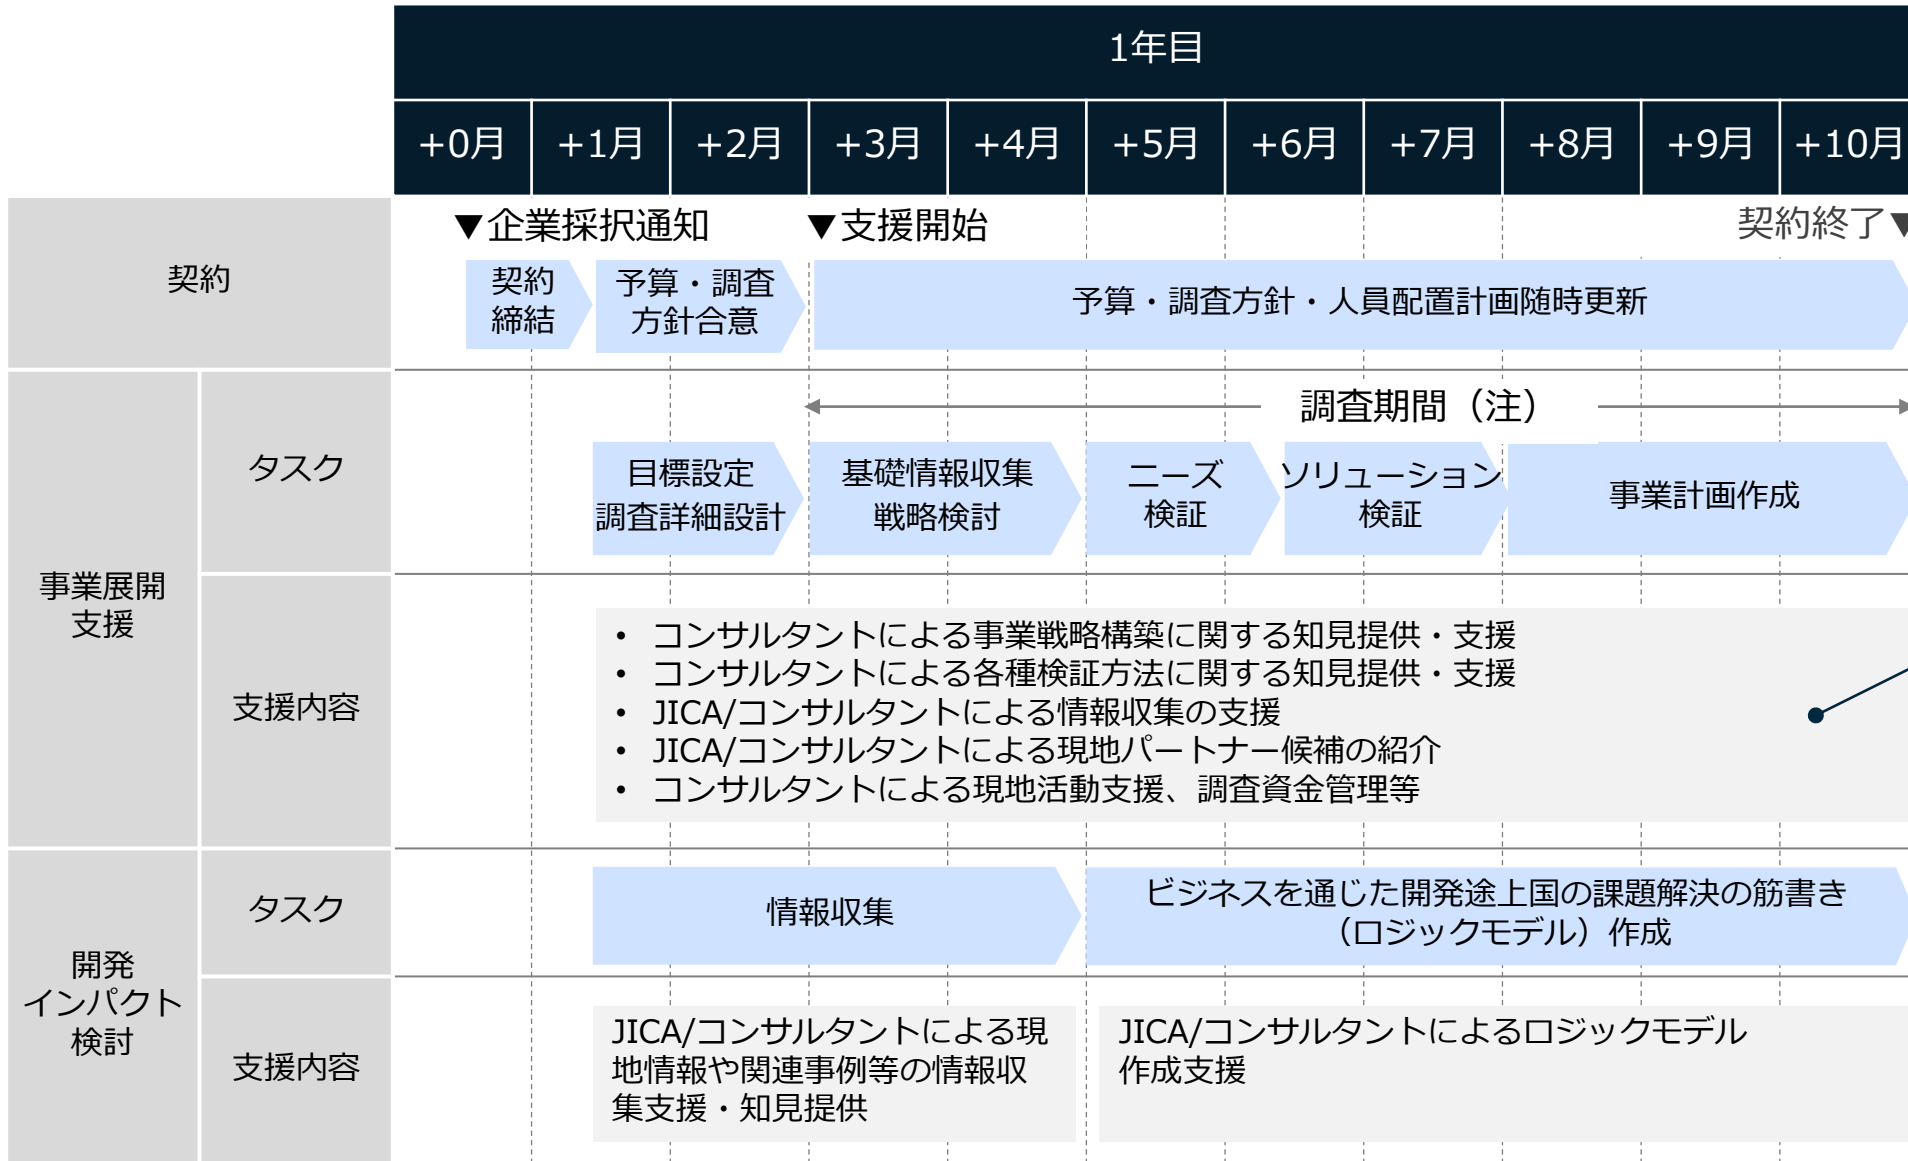 1年目
+0月 +1月 +2月 +3月 +4月 +5月 +6月 +7月 +8月 +9月 +10月
契約
▼企業採択通知
▼支援開始
契約終了▼
契約
締結
予算・調査
方針合意
予算・調査方針・人員配置計画随時更新
事業展開
支援
タスク
調査期間（注）
目標設定
調査詳細設計
基礎情報収集
戦略検討
ニーズ
検証
ソリューション
検証
事業計画作成
支援内容
• コンサルタントによる事業戦略構築に関する知見提供・支援
• コンサルタントによる各種検証方法に関する知見提供・支援
• JICA/コンサルタントによる情報収集の支援
• JICA/コンサルタントによる現地パートナー候補の紹介
• コンサルタントによる現地活動支援、調査資金管理等
開発
インパクト
検討
タスク
情報収集
ビジネスを通じた開発途上国の課題解決の筋書き
（ロジックモデル）作成
支援内容
JICA/コンサルタントによる現
地情報や関連事例等の情報収
集支援・知見提供
JICA/コンサルタントによるロジックモデル
作成支援